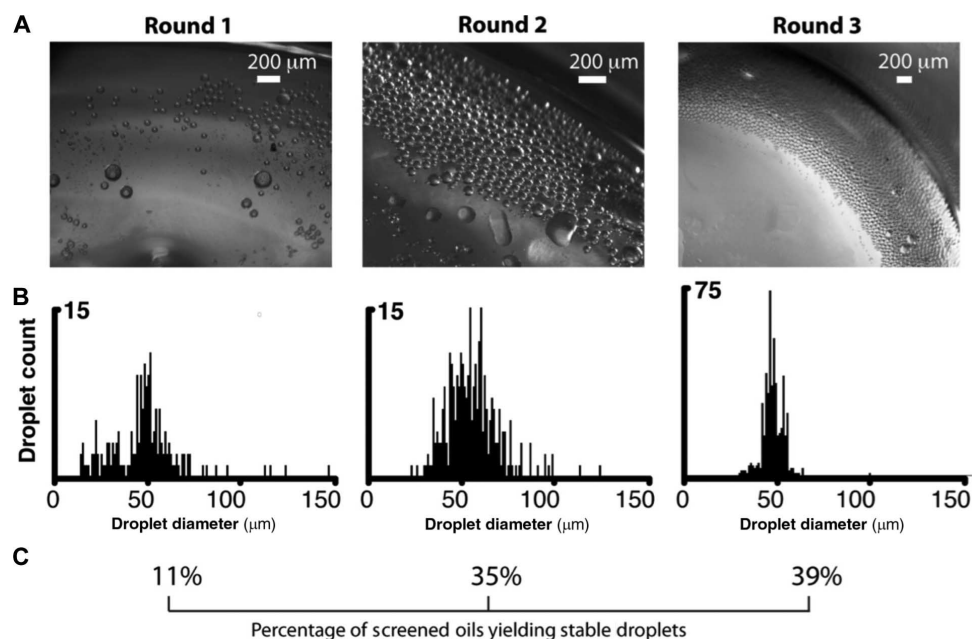 A
Round 1
Round 2
Round 3
200 μm
200 μm
200 μm
B
Droplet count
15
15
75
0 50 100 150
0 50 100 150
0 50 100 150
Droplet diameter (μm)
Droplet diameter (μm)
Droplet diameter (μm)
C
11%
35%
39%
Percentage of screened oils yielding stable droplets